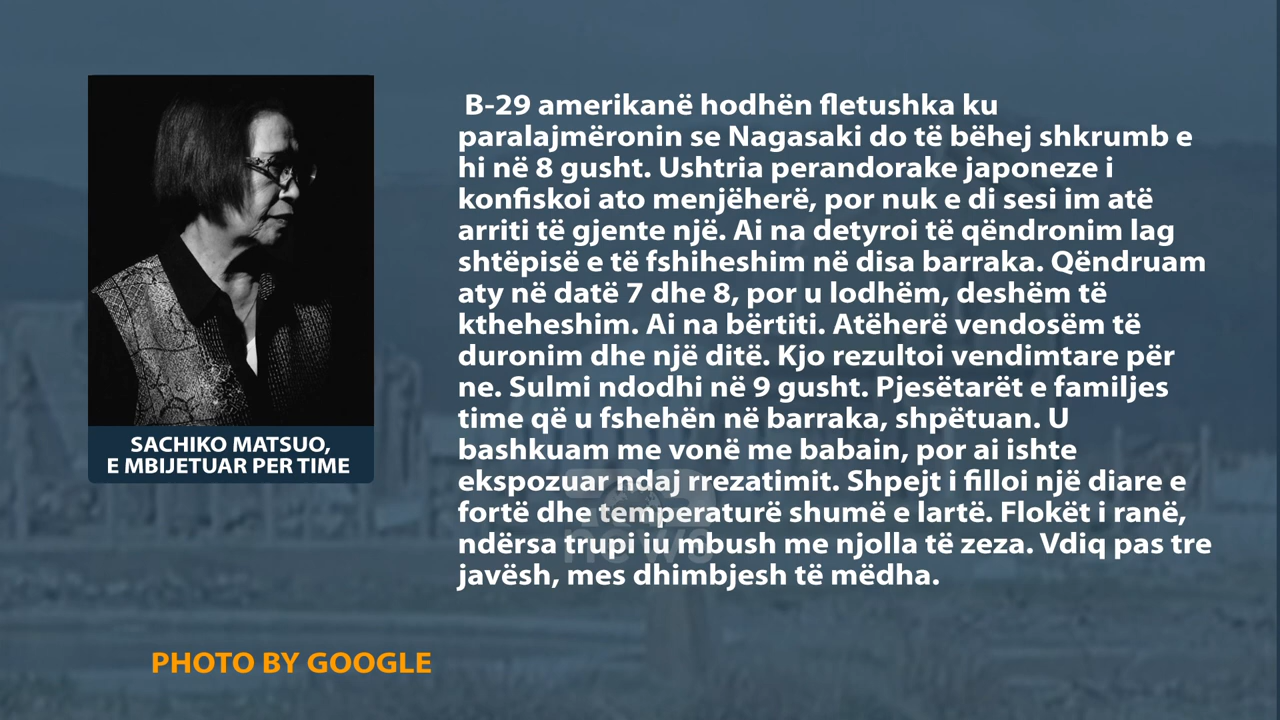 B-29 amerikanë hodhën fletushka ku
paralajmëronin se Nagasaki do të bëhej shkrumb e
hi në 8 gusht. Ushtria perandorake japoneze i
konfiskoi ato menjëherë, por nuk e di sesi im atë
arriti të gjente një. Ai na detyroi të qëndronim lag
shtëpisë e të fshiheshim në disa barraka. Qëndruam
aty në datë 7 dhe 8, por u lodhëm, deshëm të
ktheheshim. Ai na bërtiti. Atëherë vendosëm të
duronim dhe një ditë. Kjo rezultoi vendimtare për
ne. Sulmi ndodhi në 9 gusht. Pjesëtarët e familjes
time që u fshehën në barraka, shpëtuan. U
bashkuam me vonë me babain, por ai ishte
ekspozuar ndaj rrezatimit. Shpejt i filloi një diare e
fortë dhe temperaturë shumë e lartë. Flokët i ranë,
ndërsa trupi iu mbush me njolla të zeza. Vdiq pas tre
javësh, mes dhimbjesh të mëdha.
SACHIKO MATSUO,
E MBIJETUAR PER TIME
news
PHOTO BY GOOGLE